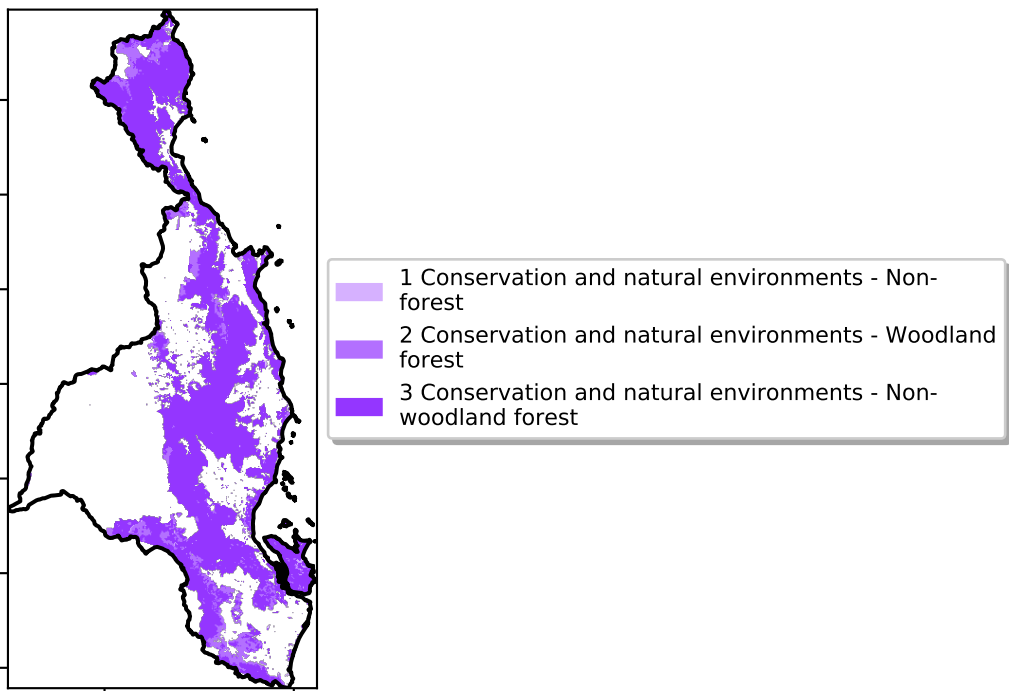 1 Conservation and natural environments - Non-
forest
2 Conservation and natural environments - Woodland
forest
3 Conservation and natural environments - Non-
woodland forest